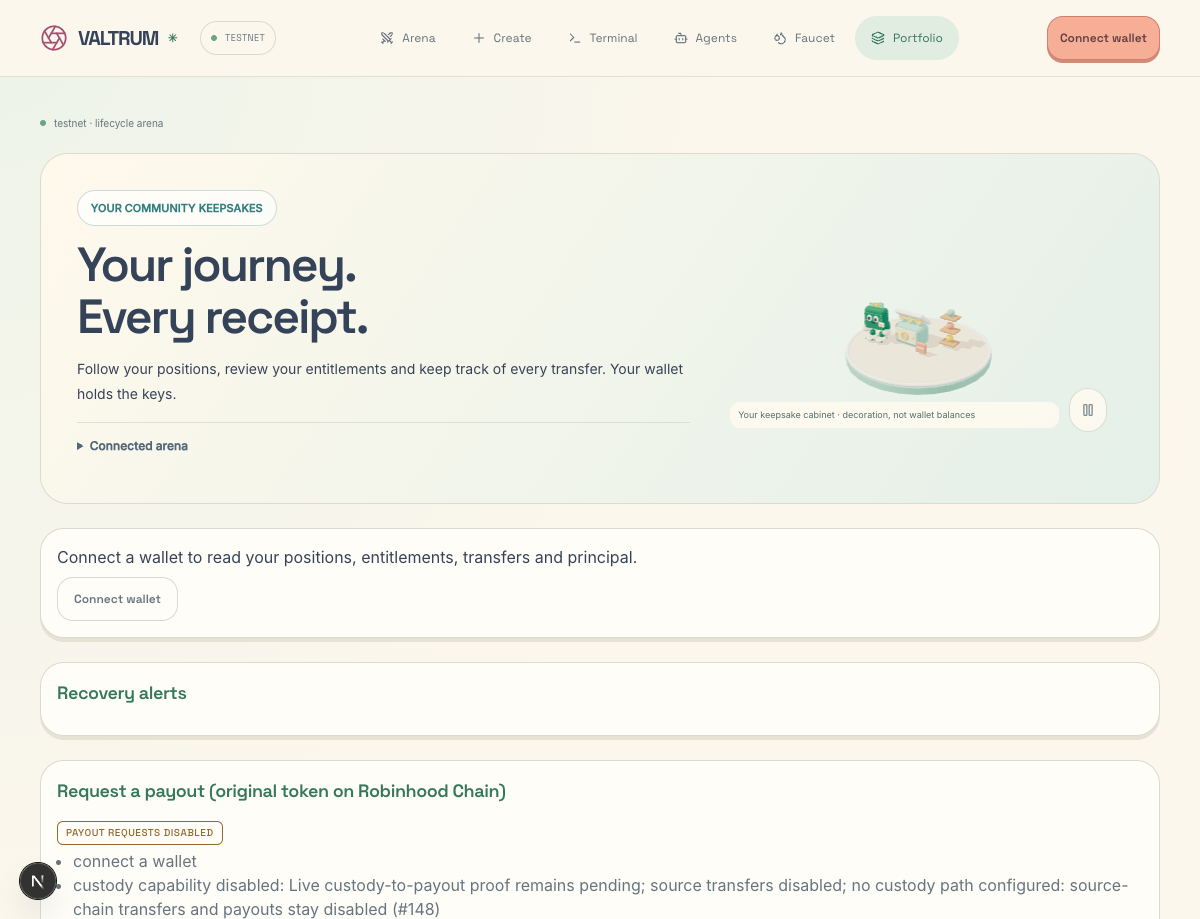 VALTRUM
TESTNET
Arena
Create
Terminal
Agents
Faucet
Portfolio
Connect wallet
testnet · lifecycle arena
YOUR COMMUNITY KEEPSAKES
Your journey.
Every receipt.
Follow your positions, review your entitlements and keep track of every transfer. Your wallet
holds the keys.
Your keepsake cabinet · decoration, not wallet balances
Connected arena
Connect a wallet to read your positions, entitlements, transfers and principal.
Connect wallet
Recovery alerts
Request a payout (original token on Robinhood Chain)
PAYOUT REQUESTS DISABLED
connect a wallet
custody capability disabled: Live custody-to-payout proof remains pending; source transfers disabled; no custody path configured: source-
chain transfers and payouts stay disabled (#148)
N